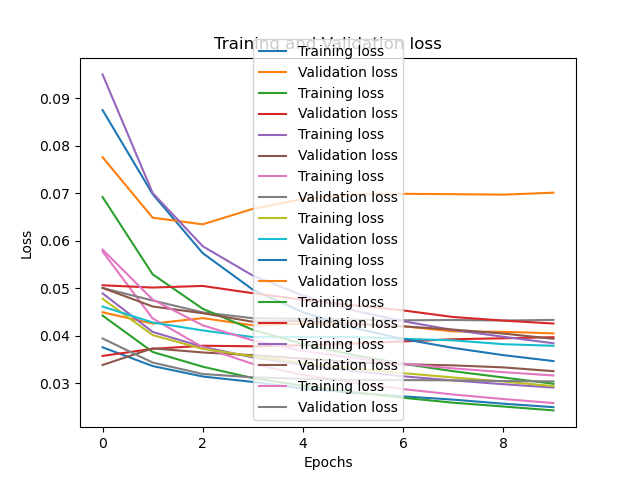 Training and Validation loss
Training loss
Validation loss
Training loss
Validation loss
Training loss
Validation loss
Training loss
Validation loss
Training loss
Validation loss
Training loss
Validation loss
Training loss
Validation loss
Training loss
Validation loss
Training loss
Validation loss
Loss
0.09
0.08
0.07
0.06
0.05
0.04
0.03
0
2
4
6
8
Epochs